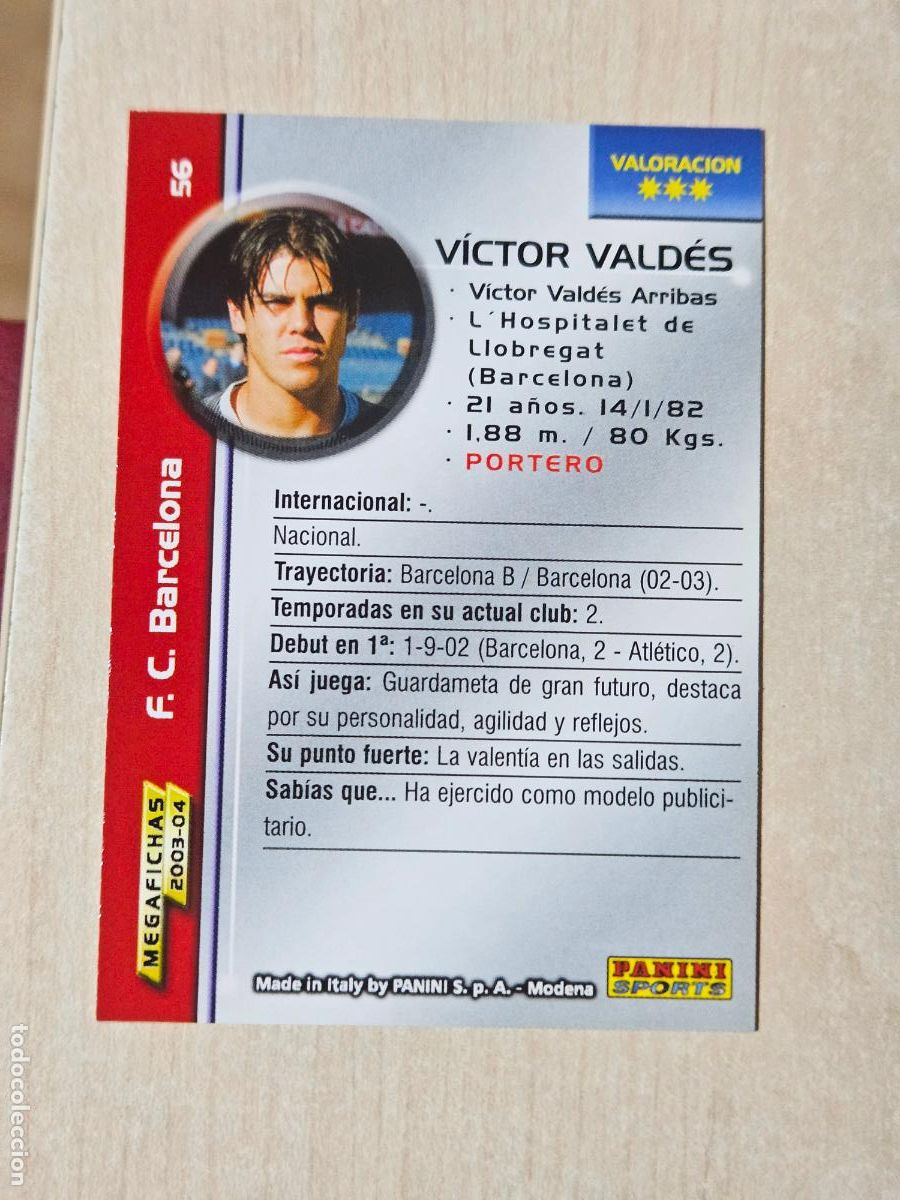 56
F. C. Barcelona
MEGAFICHAS
2003-04
VALORACION
VÍCTOR VALDÉS
· Víctor Valdés Arribas
· L´Hospitalet de
Llobregat
(Barcelona)
· 21 años. 14/1/82
· 1,88 m. / 80 Kgs.
· PORTERO
Internacional: -.
Nacional.
Trayectoria: Barcelona B / Barcelona (02-03).
Temporadas en su actual club: 2.
Debut en 1ª: 1-9-02 (Barcelona, 2 - Atlético, 2).
Así juega: Guardameta de gran futuro, destaca
por su personalidad, agilidad y reflejos.
Su punto fuerte: La valentía en las salidas.
Sabías que... Ha ejercido como modelo publici-
tario.
Made in Italy by PANINI S. p. A. - Modena
PANINI
SPORTS
todocoleccion